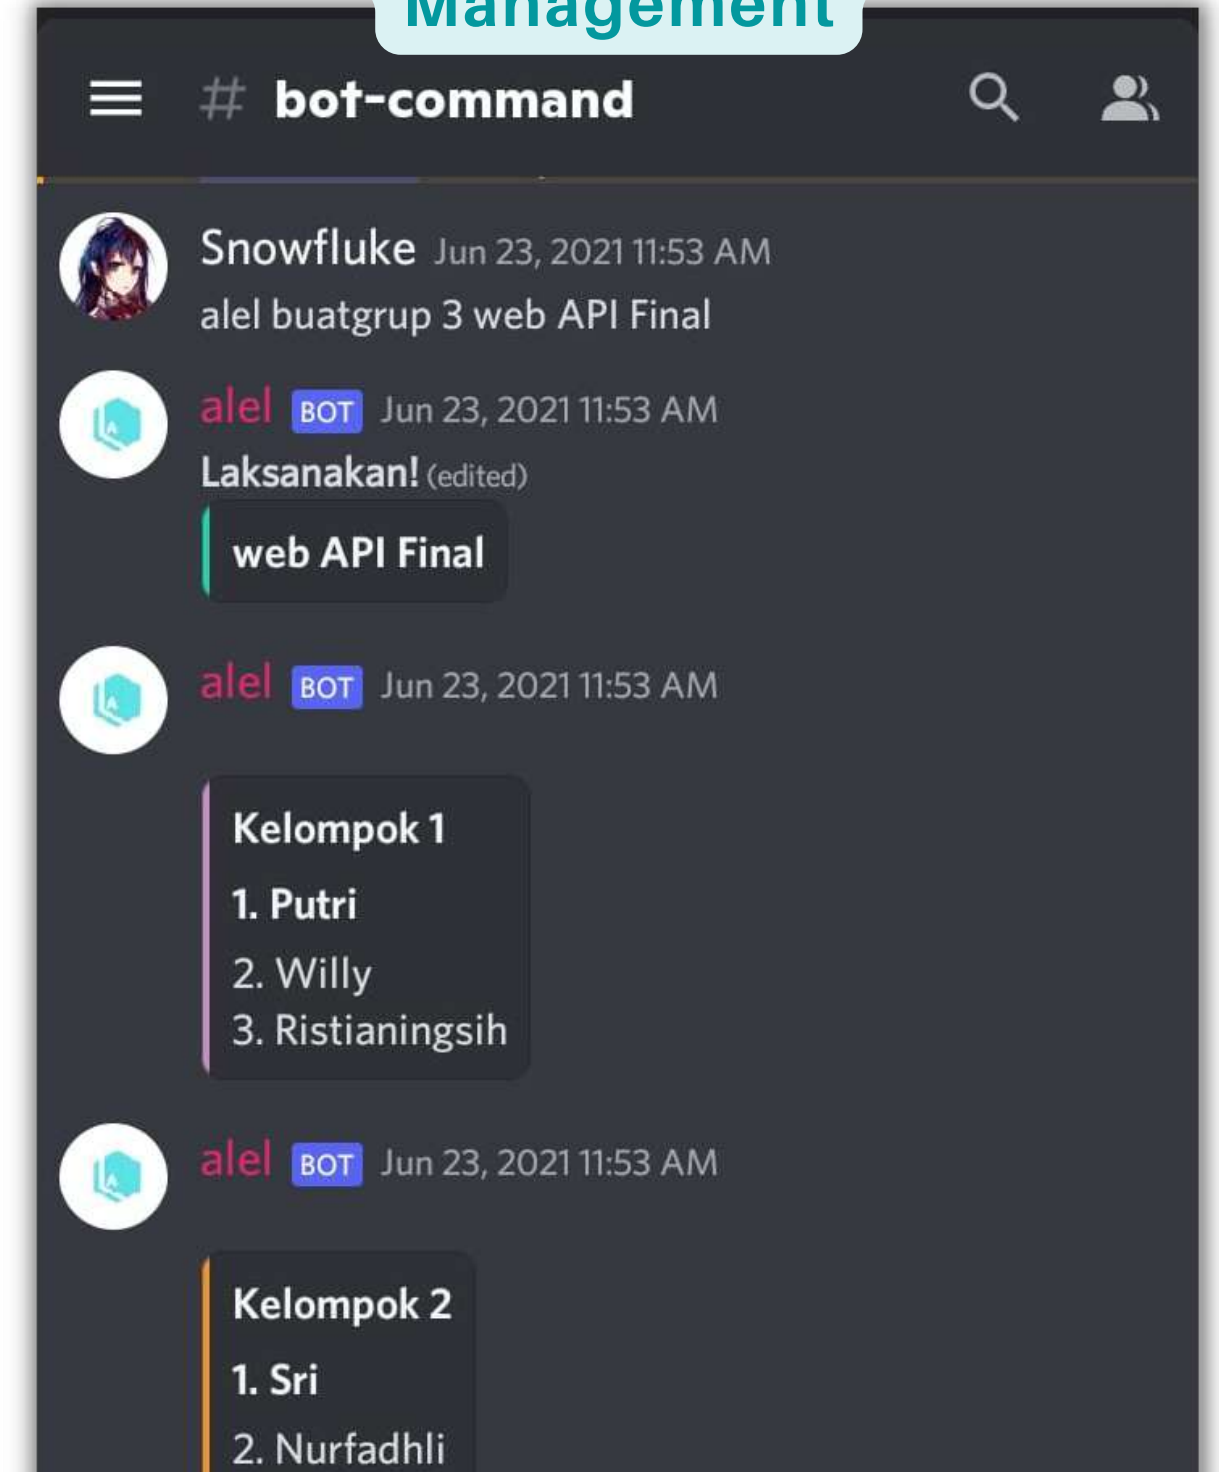 Management
# bot-command
Snowfluke Jun 23, 2021 11:53 AM
alel buatgrup 3 web API Final
alel BOT Jun 23, 2021 11:53 AM
Laksanakan! (edited)
web API Final
alel BOT Jun 23, 2021 11:53 AM
Kelompok 1
1. Putri
2. Willy
3. Ristianingsih
alel BOT Jun 23, 2021 11:53 AM
Kelompok 2
1. Sri
2. Nurfadhli